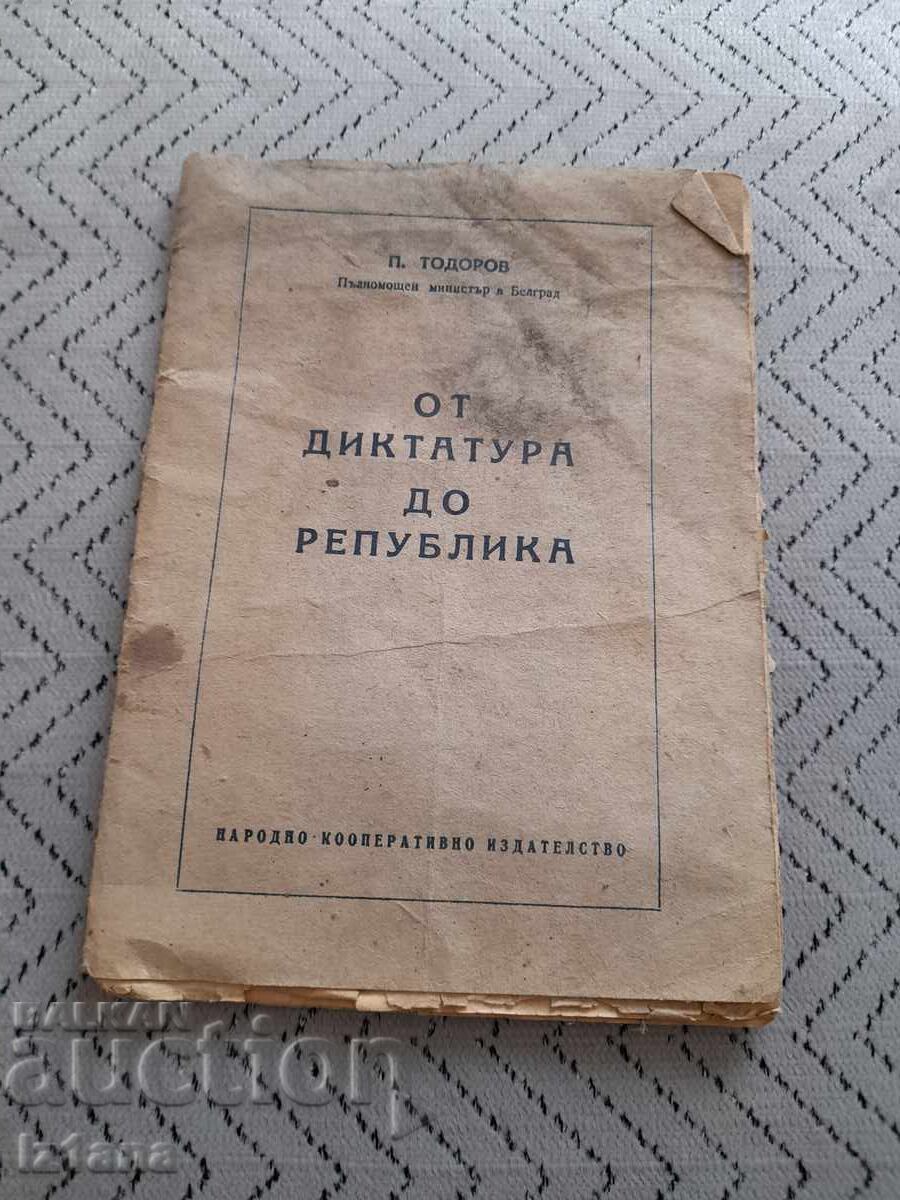 П. ТОДОРОВ
Пълномощен министър в Белград
ОТ
ДИКТАТУРА
ДО
РЕПУБЛИКА
НАРОДНО-КООПЕРАТИВНО ИЗДАТЕЛСТВО
BALKAN
auction
iz1ana